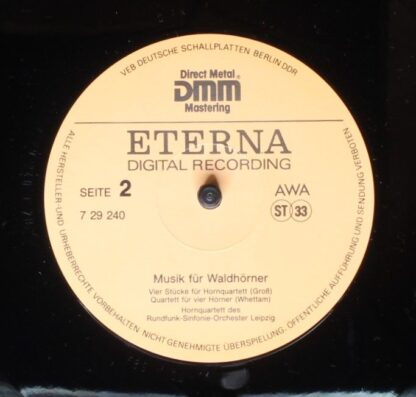 VEB DEUTSCHE SCHALLPLATTEN BERLIN DDR
Direct Metal
DMM
Mastering
ETERNA
DIGITAL RECORDING
SEITE 2
AWA
7 29 240
ST 33
Musik für Waldhörner
Vier Stücke für Hornquartett (Groß)
Quartett für vier Hörner (Whettam)
Hornquartett des
Rundfunk-Sinfonie-Orchester Leipzig
ALLE HERSTELLER-UND URHEBERRECHTE VORBEHALTEN NICHT GENEHMIGTE ÜBERSPIELUNG, ÖFFENTLICHE AUFFÜHRUNG UND SENDUNG VERBOTEN